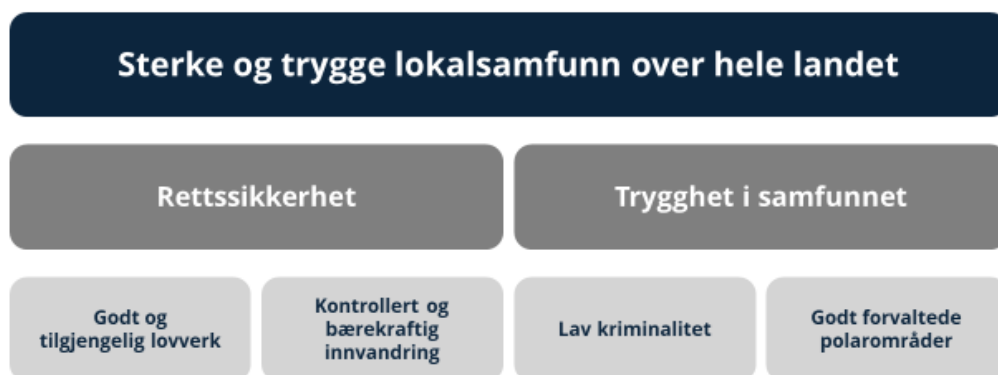 Sterke og trygge lokalsamfunn over hele landet
Rettssikkerhet
Trygghet i samfunnet
Godt og
tilgjengelig lovverk
Kontrollert og
bærekraftig
innvandring
Lav kriminalitet
Godt forvaltede
polarområder